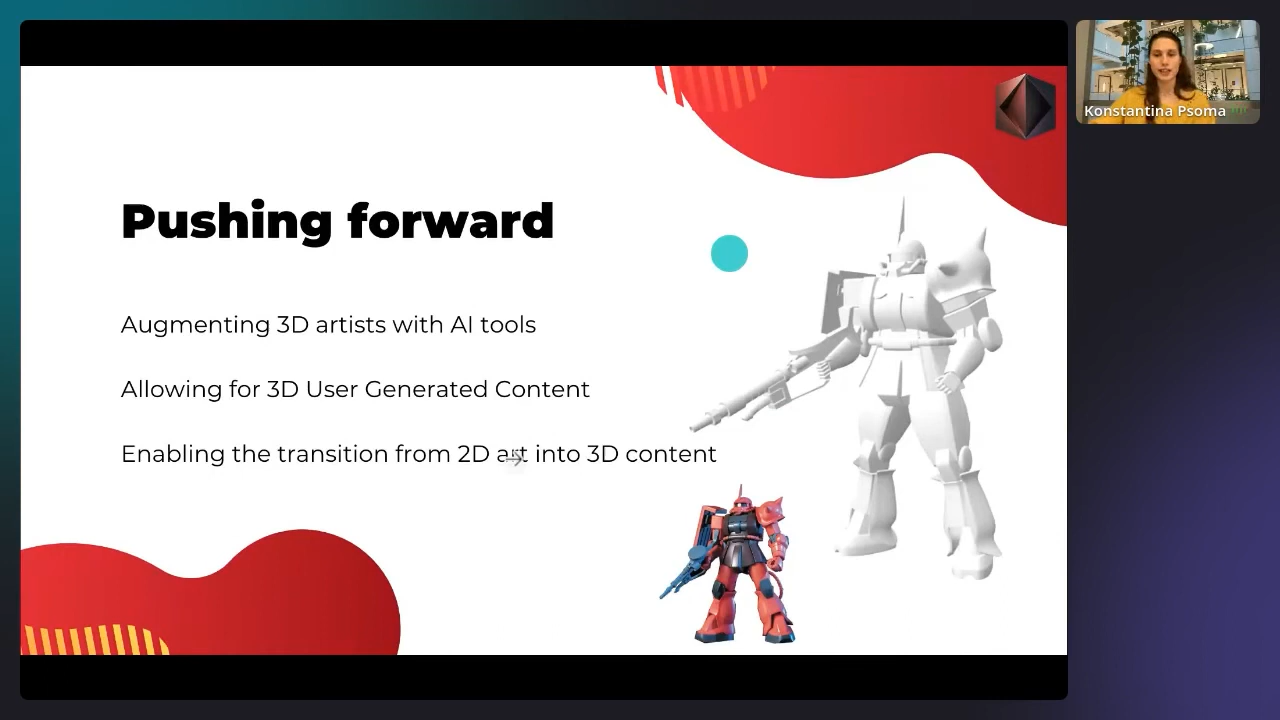 Pushing forward
Augmenting 3D artists with AI tools
Allowing for 3D User Generated Content
Enabling the transition from 2D art into 3D content
Konstantina Psoma